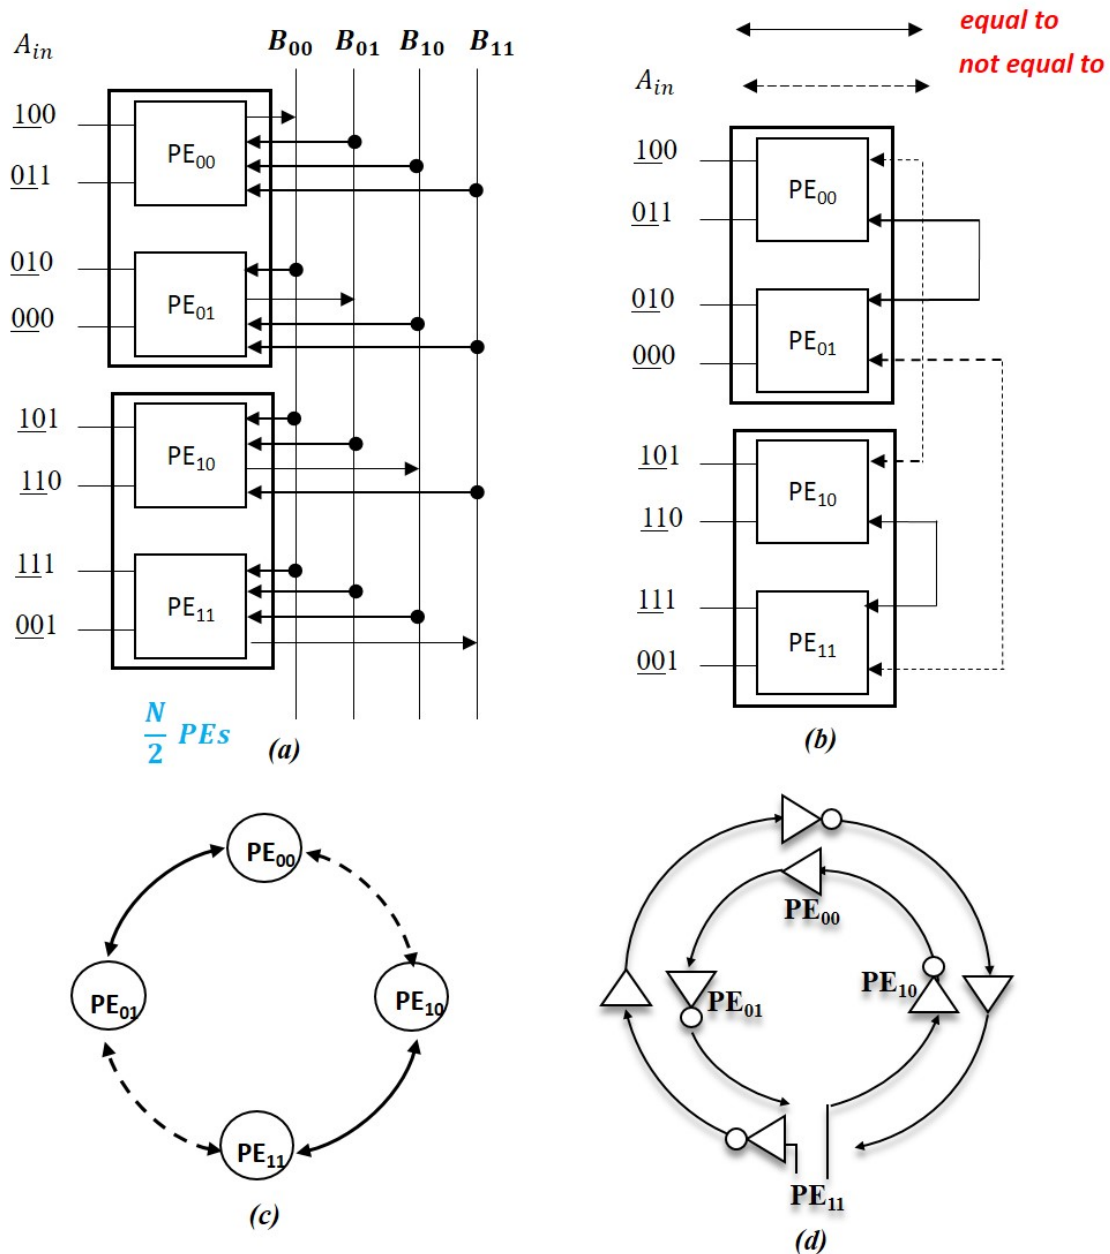 A_in B_00 B_01 B_10 B_11
100
PE_00
011
010
PE_01
000
101
PE_10
110
111
PE_11
001
N/2 PEs
(a)
equal to
not equal to
A_in
100
PE_00
011
010
PE_01
000
101
PE_10
110
111
PE_11
001
(b)
PE_00
PE_01
PE_10
PE_11
(c)
PE_00
PE_01
PE_10
PE_11
(d)